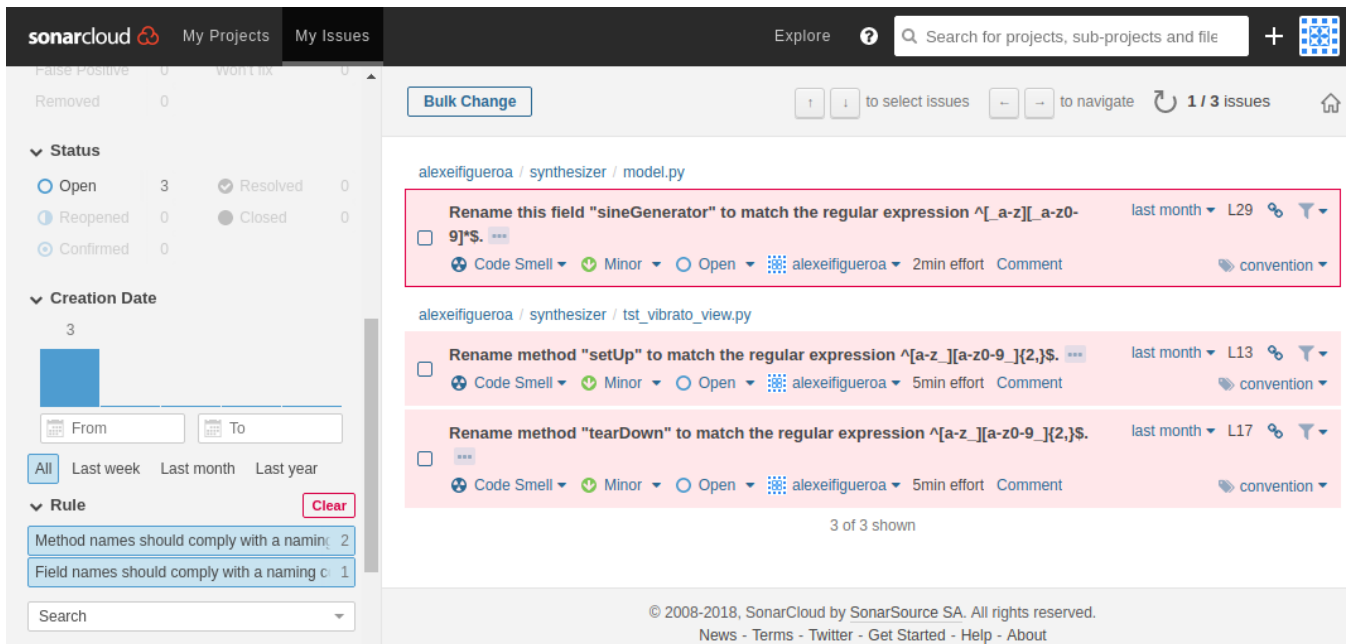 sonarcloud My Projects My Issues Explore ? Search for projects, sub-projects and file +
False Positive 0 Won't fix 0
Removed 0
Status
Open 3 Resolved 0
Reopened 0 Closed 0
Confirmed 0
Creation Date
3
From To
All Last week Last month Last year
Rule Clear
Method names should comply with a naming 2
Field names should comply with a naming c 1
Search
Bulk Change ↑ ↓ to select issues ← → to navigate 1 / 3 issues
alexeifigueroa / synthesizer / model.py
Rename this field "sineGenerator" to match the regular expression ^[_a-z][_a-z0- last month L29
9]*$. ...
Code Smell Minor Open alexeifigueroa 2min effort Comment convention
alexeifigueroa / synthesizer / tst_vibrato_view.py
Rename method "setUp" to match the regular expression ^[a-z_][a-z0-9_]{2,}$. ... last month L13
Code Smell Minor Open alexeifigueroa 5min effort Comment convention
Rename method "tearDown" to match the regular expression ^[a-z_][a-z0-9_]{2,}$. last month L17
...
Code Smell Minor Open alexeifigueroa 5min effort Comment convention
3 of 3 shown
© 2008-2018, SonarCloud by SonarSource SA. All rights reserved.
News - Terms - Twitter - Get Started - Help - About